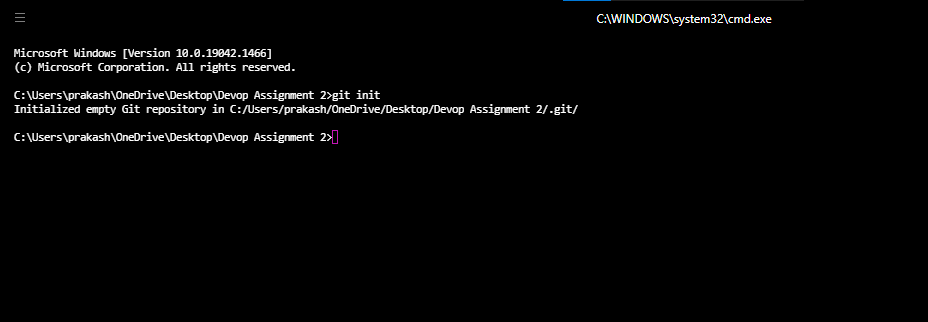 C:\WINDOWS\system32\cmd.exe
Microsoft Windows [Version 10.0.19042.1466]
(c) Microsoft Corporation. All rights reserved.
C:\Users\prakash\OneDrive\Desktop\Devop Assignment 2>git init
Initialized empty Git repository in C:/Users/prakash/OneDrive/Desktop/Devop Assignment 2/.git/
C:\Users\prakash\OneDrive\Desktop\Devop Assignment 2>